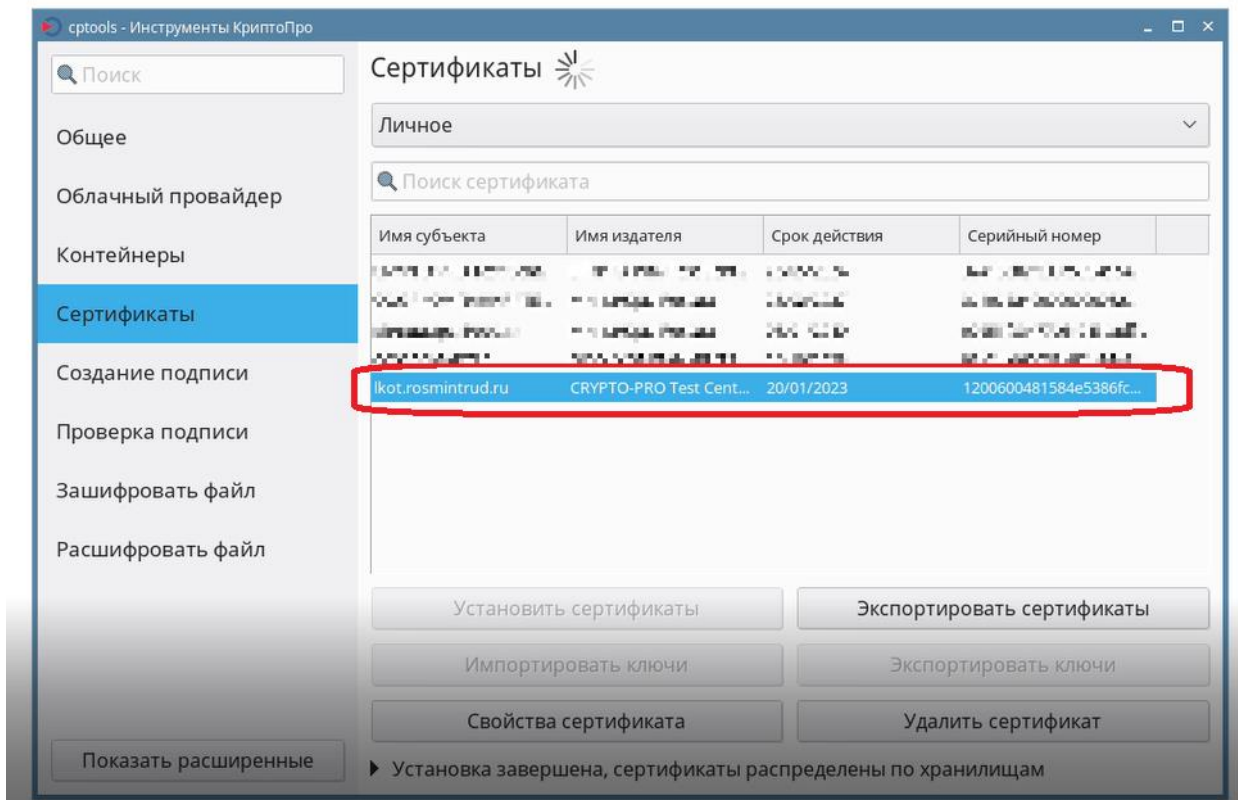 cptools - Инструменты КриптоПро
Поиск
Общее
Облачный провайдер
Контейнеры
Сертификаты
Создание подписи
Проверка подписи
Зашифровать файл
Расшифровать файл
Показать расширенные
Сертификаты
Личное
Поиск сертификата
Имя субъекта Имя издателя Срок действия Серийный номер
lkot.rosmintrud.ru CRYPTO-PRO Test Cent... 20/01/2023 1200600481584e5386fc...
Установить сертификаты Экспортировать сертификаты
Импортировать ключи Экспортировать ключи
Свойства сертификата Удалить сертификат
Установка завершена, сертификаты распределены по хранилищам